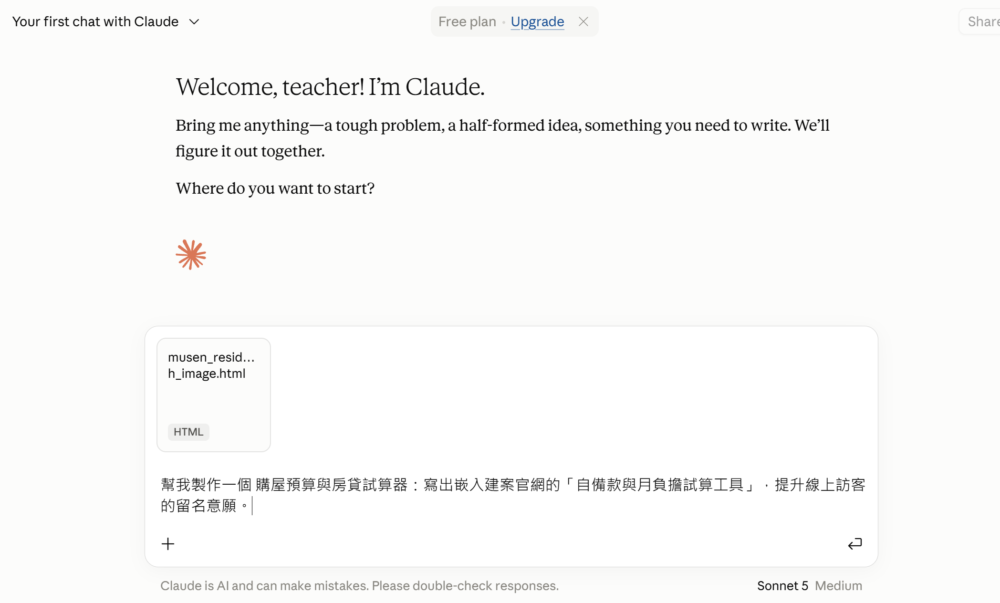 Your first chat with Claude
Free plan • Upgrade
Welcome, teacher! I’m Claude.
Bring me anything—a tough problem, a half-formed idea, something you need to write. We’ll
figure it out together.
Where do you want to start?
musen_resid...
h_image.html
HTML
幫我製作一個 購屋預算與房貸試算器：寫出嵌入建案官網的「自備款與月負擔試算工具」，提升線上訪客
的留名意願。
Claude is AI and can make mistakes. Please double-check responses.
Sonnet 5 Medium